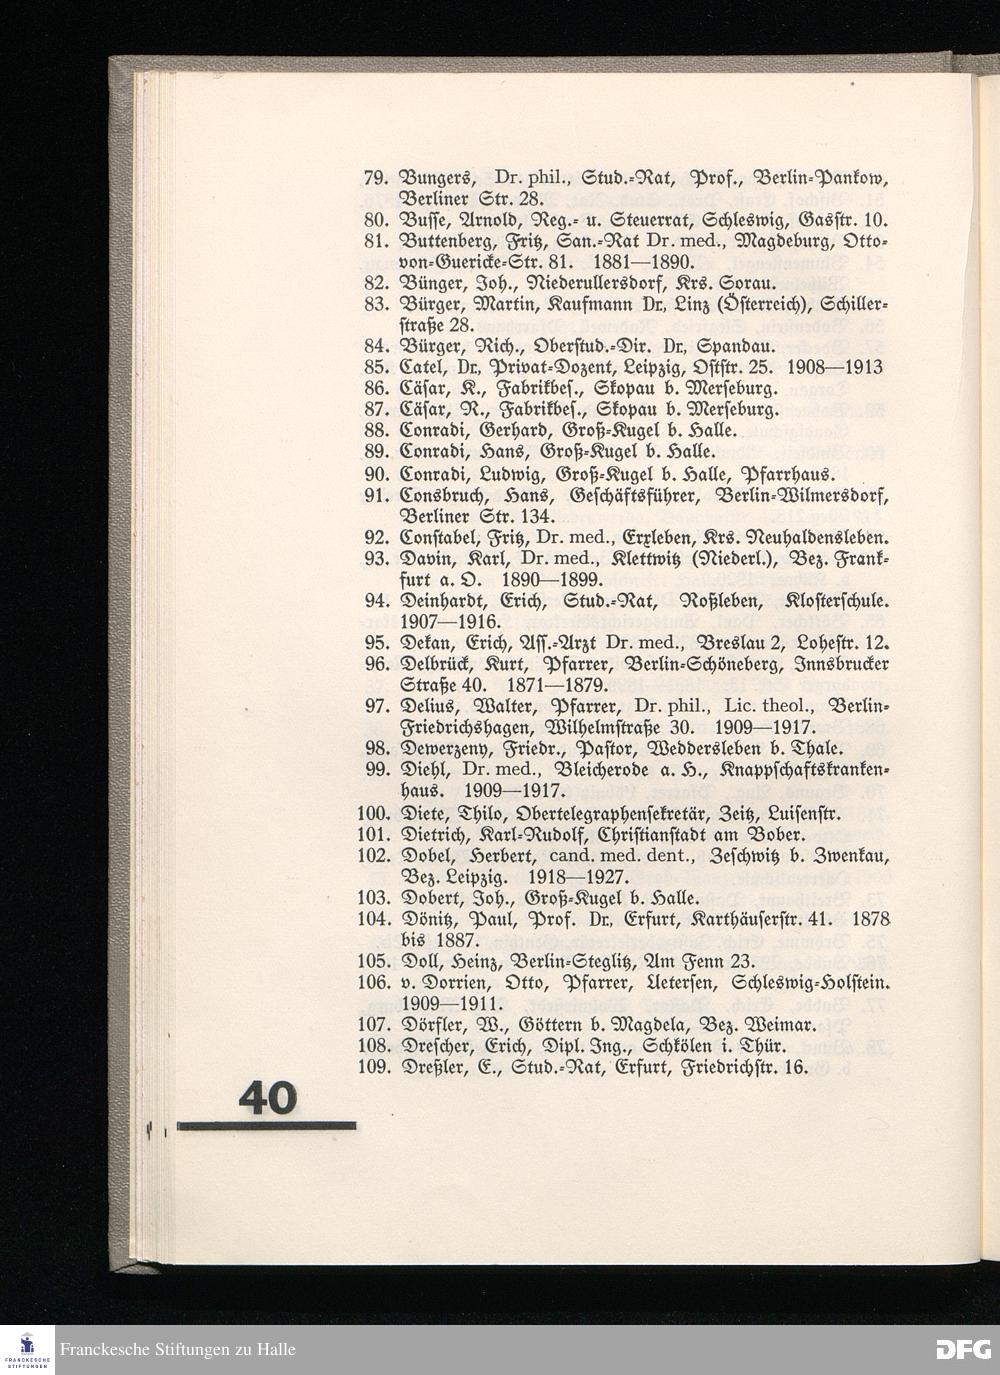 79. Bungers, Dr. phil., Stud.-Rat, Prof., Berlin-Pankow,
Berliner Str. 28.
80. Busse, Arnold, Reg.- u. Steuerrat, Schleswig, Gasstr. 10.
81. Buttenberg, Fritz, San.-Rat Dr. med., Magdeburg, Otto-
von-Guericke-Str. 81. 1881—1890.
82. Bünger, Joh., Niederullersdorf, Krs. Sorau.
83. Bürger, Martin, Kaufmann Dr., Linz (Österreich), Schiller-
straße 28.
84. Bürger, Rich., Oberstud.-Dir. Dr., Spandau.
85. Catel, Dr., Privat-Dozent, Leipzig, Oststr. 25. 1908—1913
86. Cäsar, K., Fabrikbes., Skopau b. Merseburg.
87. Cäsar, R., Fabrikbes., Skopau b. Merseburg.
88. Conradi, Gerhard, Groß-Kugel b. Halle.
89. Conradi, Hans, Groß-Kugel b. Halle.
90. Conradi, Ludwig, Groß-Kugel b. Halle, Pfarrhaus.
91. Consbruch, Hans, Geschäftsführer, Berlin-Wilmersdorf,
Berliner Str. 134.
92. Constabel, Fritz, Dr. med., Erxleben, Krs. Neuhaldensleben.
93. Davin, Karl, Dr. med., Klettwitz (Niederl.), Bez. Frank-
furt a. O. 1890—1899.
94. Deinhardt, Erich, Stud.-Rat, Roßleben, Klosterschule.
1907—1916.
95. Dekan, Erich, Ass.-Arzt Dr. med., Breslau 2, Lohestr. 12.
96. Delbrück, Kurt, Pfarrer, Berlin-Schöneberg, Innsbrucker
Straße 40. 1871—1879.
97. Delius, Walter, Pfarrer, Dr. phil., Lic. theol., Berlin-
Friedrichshagen, Wilhelmstraße 30. 1909—1917.
98. Dewerzeny, Friedr., Pastor, Weddersleben b. Thale.
99. Diehl, Dr. med., Bleicherode a. H., Knappschaftskranken-
haus. 1909—1917.
100. Diete, Thilo, Obertelegraphensekretär, Zeitz, Luisenstr.
101. Dietrich, Karl-Rudolf, Christianstadt am Bober.
102. Dobel, Herbert, cand. med. dent., Zeschwitz b. Zwenkau,
Bez. Leipzig. 1918—1927.
103. Dobert, Joh., Groß-Kugel b. Halle.
104. Dönitz, Paul, Prof. Dr., Erfurt, Karthäuserstr. 41. 1878
bis 1887.
105. Doll, Heinz, Berlin-Steglitz, Am Fenn 23.
106. v. Dorrien, Otto, Pfarrer, Uetersen, Schleswig-Holstein.
1909—1911.
107. Dörfler, W., Göttern b. Magdela, Bez. Weimar.
108. Drescher, Erich, Dipl. Ing., Schkölen i. Thür.
109. Dreßler, E., Stud.-Rat, Erfurt, Friedrichstr. 16.
40
FRANCKESCHE
STIFTUNGEN
Franckesche Stiftungen zu Halle
DFG